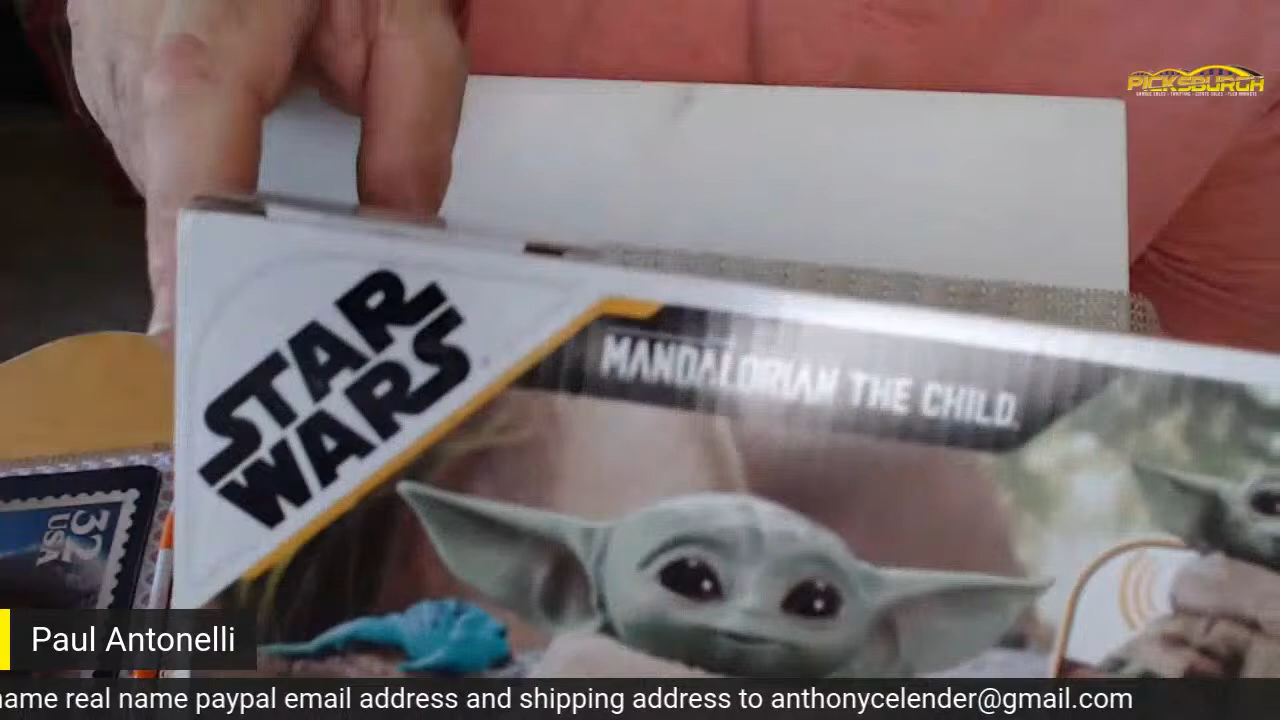 PICKSBURGH
STAR
WARS
MANDALORIAN THE CHILD
32
USA
Paul Antonelli
name real name paypal email address and shipping address to anthonycelender@gmail.com